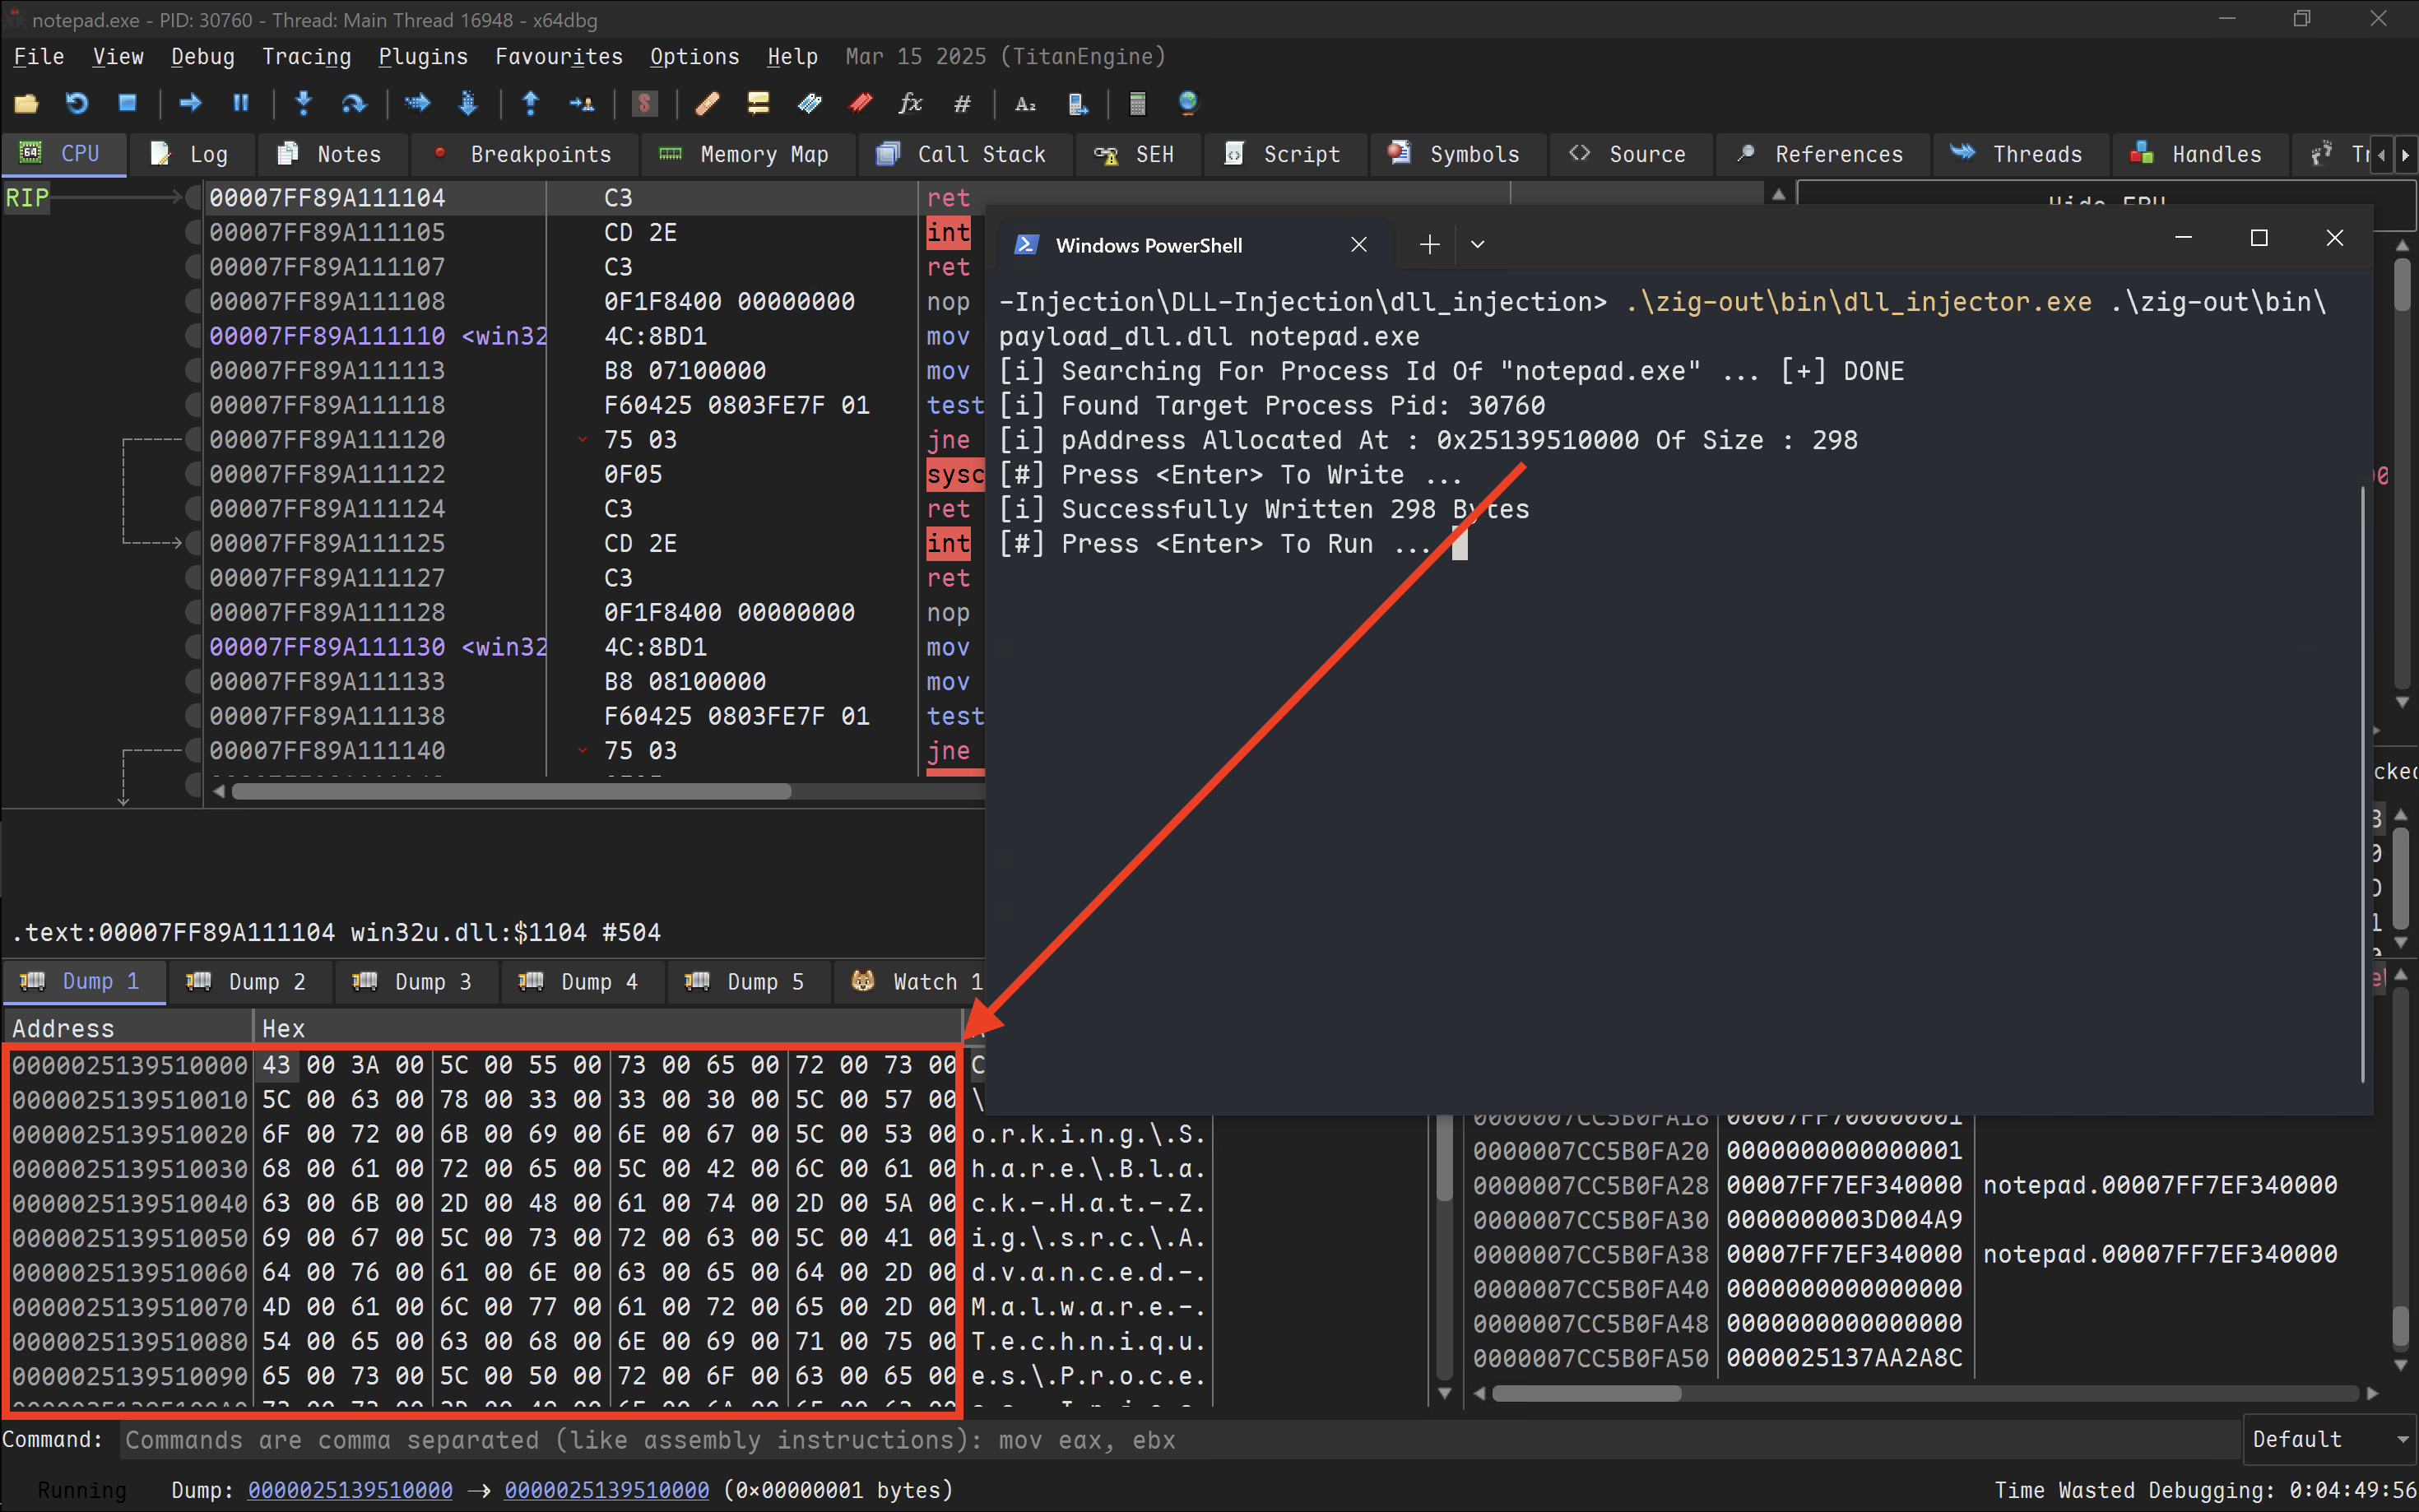 notepad.exe - PID: 30760 - Thread: Main Thread 16948 - x64dbg
File View Debug Tracing Plugins Favourites Options Help Mar 15 2025 (TitanEngine)
CPU Log Notes Breakpoints Memory Map Call Stack SEH Script Symbols Source References Threads Handles
RIP 00007FF89A111104 C3 ret
00007FF89A111105 CD 2E int
00007FF89A111107 C3 ret
00007FF89A111108 0F1F8400 00000000 nop
00007FF89A111110 <win32 4C:8BD1 mov
00007FF89A111113 B8 07100000 mov
00007FF89A111118 F60425 0803FE7F 01 test
00007FF89A111120 75 03 jne
00007FF89A111122 0F05 sysc
00007FF89A111124 C3 ret
00007FF89A111125 CD 2E int
00007FF89A111127 C3 ret
00007FF89A111128 0F1F8400 00000000 nop
00007FF89A111130 <win32 4C:8BD1 mov
00007FF89A111133 B8 08100000 mov
00007FF89A111138 F60425 0803FE7F 01 test
00007FF89A111140 75 03 jne
Windows PowerShell
-Injection\DLL-Injection\dll_injection> .\zig-out\bin\dll_injector.exe .\zig-out\bin\
payload_dll.dll notepad.exe
[i] Searching For Process Id Of "notepad.exe" ... [+] DONE
[i] Found Target Process Pid: 30760
[i] pAddress Allocated At : 0x25139510000 Of Size : 298
[#] Press <Enter> To Write ...
[i] Successfully Written 298 Bytes
[#] Press <Enter> To Run ...
.text:00007FF89A111104 win32u.dll:$1104 #504
Dump 1 Dump 2 Dump 3 Dump 4 Dump 5 Watch 1
Address Hex
0000025139510000 43 00 3A 00 5C 00 55 00 73 00 65 00 72 00 73 00 C
0000025139510010 5C 00 63 00 78 00 33 00 33 00 30 00 5C 00 57 00 \
0000025139510020 6F 00 72 00 6B 00 69 00 6E 00 67 00 5C 00 53 00 o.r.k.i.n.g.\.S.
0000025139510030 68 00 61 00 72 00 65 00 5C 00 42 00 6C 00 61 00 h.a.r.e.\.B.l.a.
0000025139510040 63 00 6B 00 2D 00 48 00 61 00 74 00 2D 00 5A 00 c.k.-.H.a.t.-.Z.
0000025139510050 69 00 67 00 5C 00 73 00 72 00 63 00 5C 00 41 00 i.g.\.s.r.c.\.A.
0000025139510060 64 00 76 00 61 00 6E 00 63 00 65 00 64 00 2D 00 d.v.a.n.c.e.d.-.
0000025139510070 4D 00 61 00 6C 00 77 00 61 00 72 00 65 00 2D 00 M.a.l.w.a.r.e.-.
0000025139510080 54 00 65 00 63 00 68 00 6E 00 69 00 71 00 75 00 T.e.c.h.n.i.q.u.
0000025139510090 65 00 73 00 5C 00 50 00 72 00 6F 00 63 00 65 00 e.s.\.P.r.o.c.e.
0000007CC5B0FA18 00007FF700000001
0000007CC5B0FA20 0000000000000001
0000007CC5B0FA28 00007FF7EF340000 notepad.00007FF7EF340000
0000007CC5B0FA30 0000000003D004A9
0000007CC5B0FA38 00007FF7EF340000 notepad.00007FF7EF340000
0000007CC5B0FA40 0000000000000000
0000007CC5B0FA48 0000000000000000
0000007CC5B0FA50 0000025137AA2A8C
Command: Commands are comma separated (like assembly instructions): mov eax, ebx Default
Running Dump: 0000025139510000 -> 0000025139510000 (0x00000001 bytes) Time Wasted Debugging: 0:04:49:56